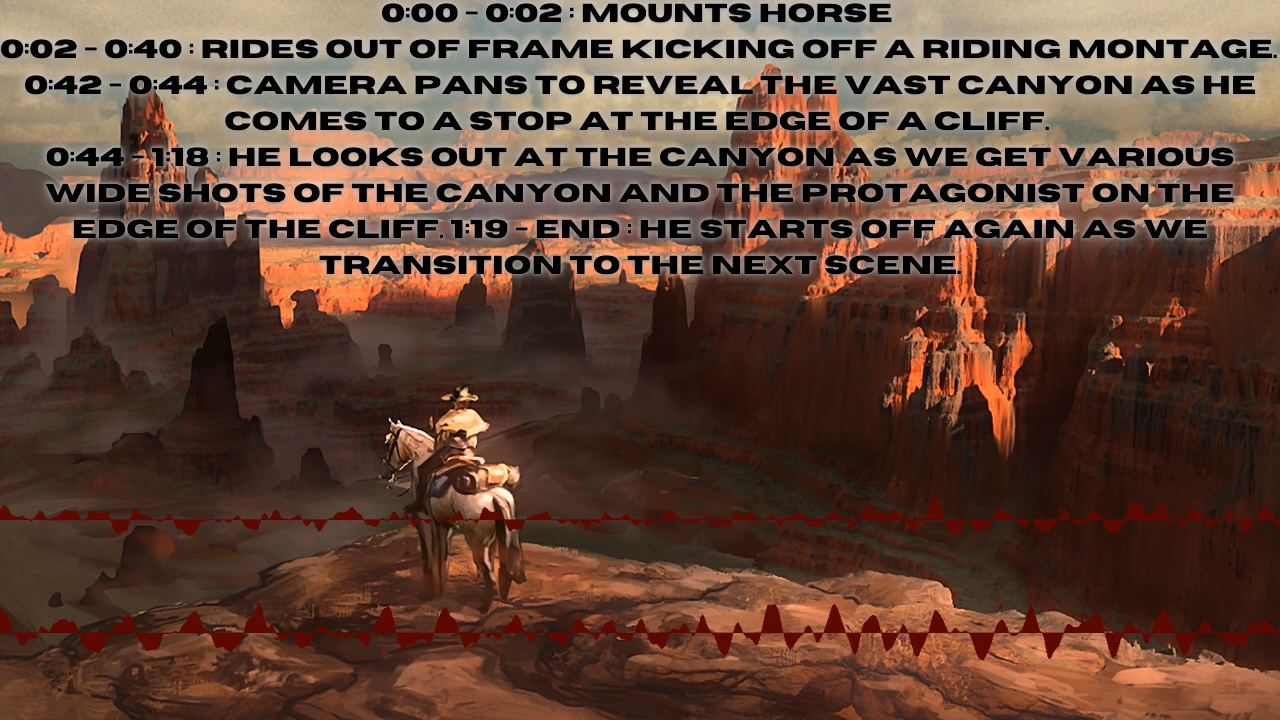 0:00 - 0:02 : MOUNTS HORSE
0:02 - 0:40 : RIDES OUT OF FRAME KICKING OFF A RIDING MONTAGE.
0:42 - 0:44 : CAMERA PANS TO REVEAL THE VAST CANYON AS HE
COMES TO A STOP AT THE EDGE OF A CLIFF.
0:44 - 1:18 : HE LOOKS OUT AT THE CANYON AS WE GET VARIOUS
WIDE SHOTS OF THE CANYON AND THE PROTAGONIST ON THE
EDGE OF THE CLIFF. 1:19 - END : HE STARTS OFF AGAIN AS WE
TRANSITION TO THE NEXT SCENE.